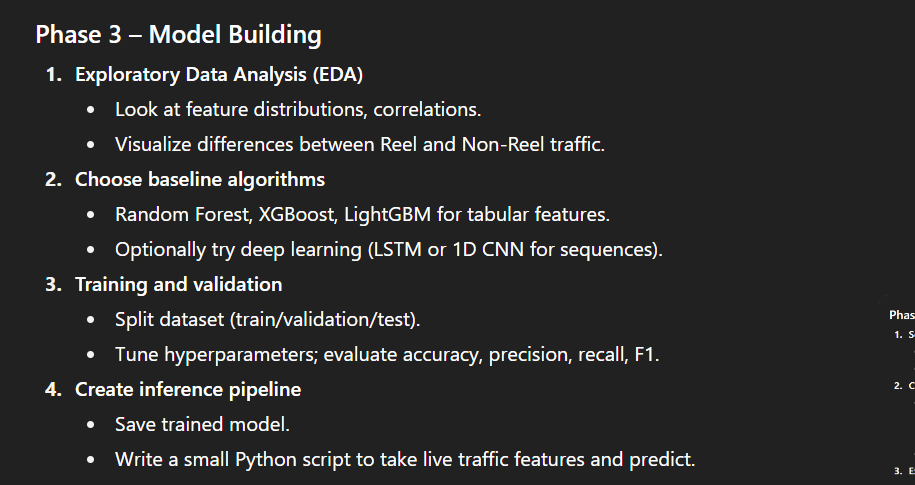 Phase 3 – Model Building
1. Exploratory Data Analysis (EDA)
• Look at feature distributions, correlations.
• Visualize differences between Reel and Non-Reel traffic.
2. Choose baseline algorithms
• Random Forest, XGBoost, LightGBM for tabular features.
• Optionally try deep learning (LSTM or 1D CNN for sequences).
3. Training and validation
• Split dataset (train/validation/test).
• Tune hyperparameters; evaluate accuracy, precision, recall, F1.
4. Create inference pipeline
• Save trained model.
• Write a small Python script to take live traffic features and predict.
Phas
1. S
2. C
3. E